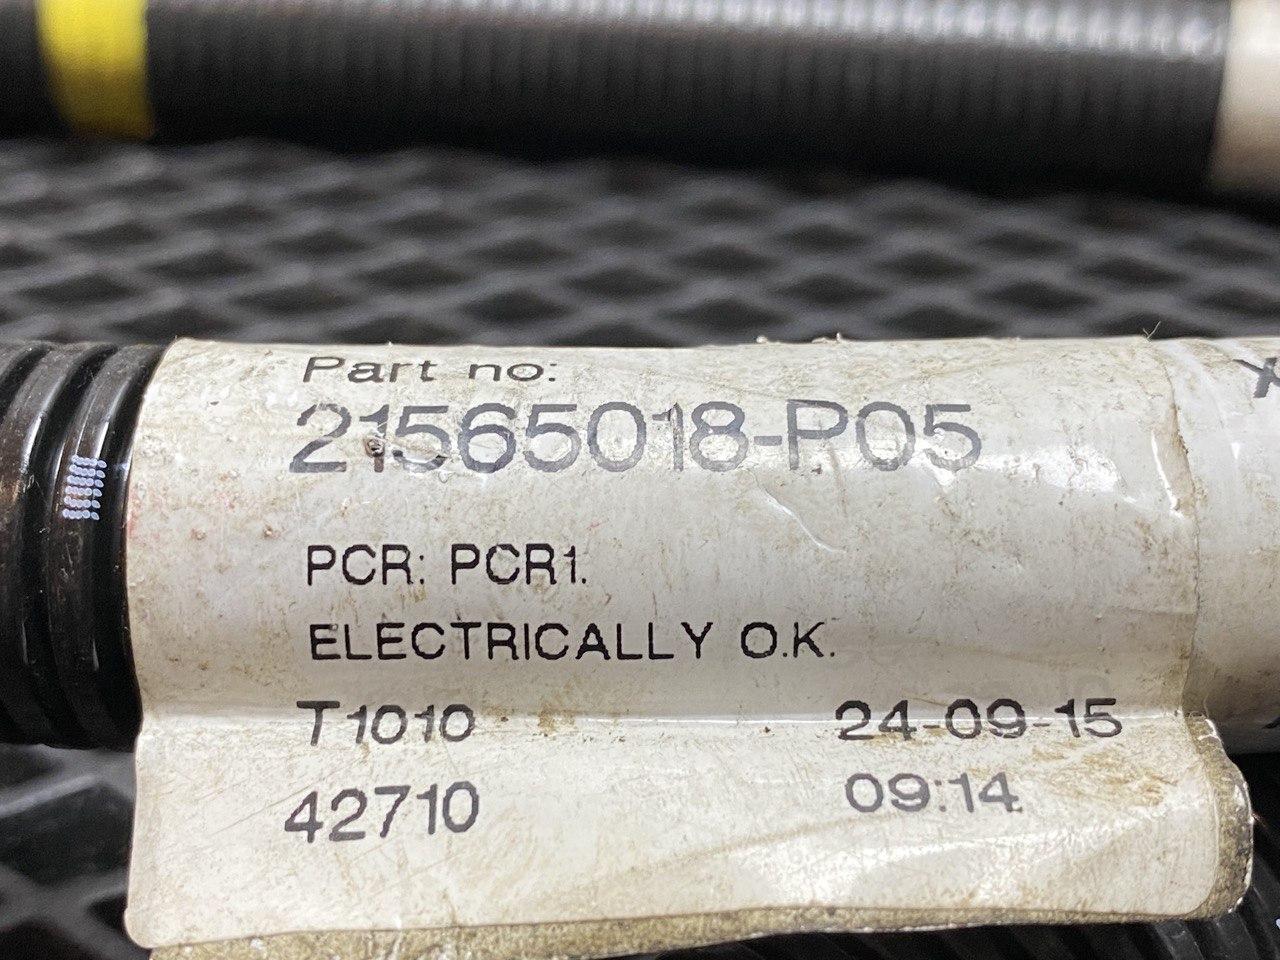 Part no:
21565018-P05
PCR: PCR1.
ELECTRICALLY O.K.
T1010 24-09-15
42710 09:14